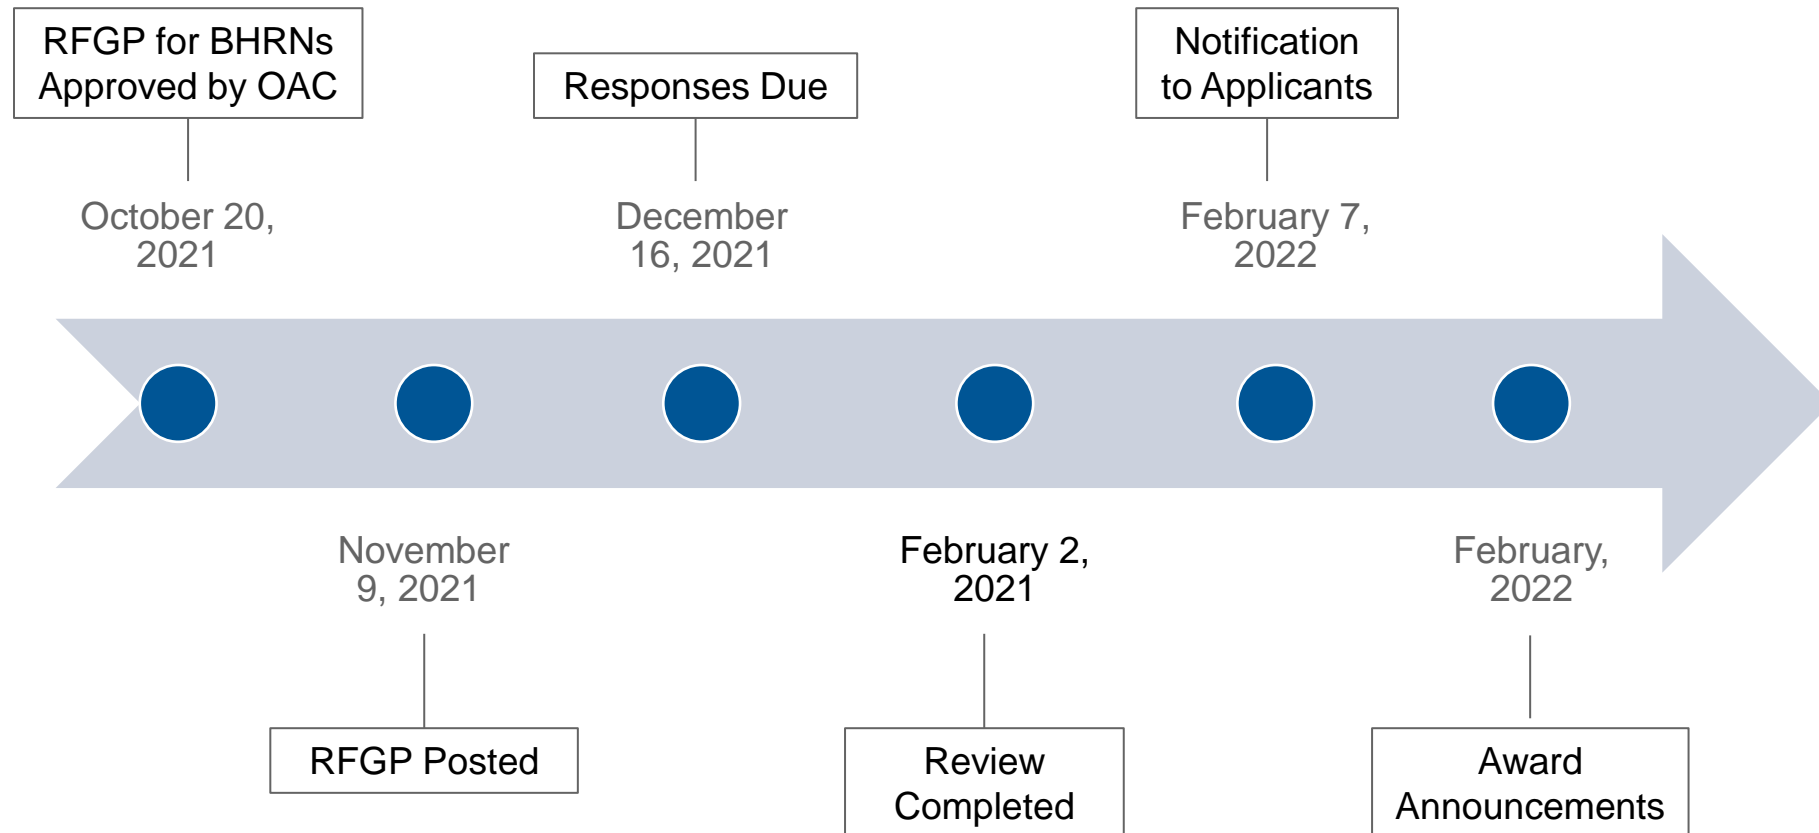 RFGP for BHRNs
Approved by OAC
Responses Due
Notification
to Applicants
October 20,
2021
December
16, 2021
February 7,
2022
November
9, 2021
February 2,
2021
February,
2022
RFGP Posted
Review
Completed
Award
Announcements